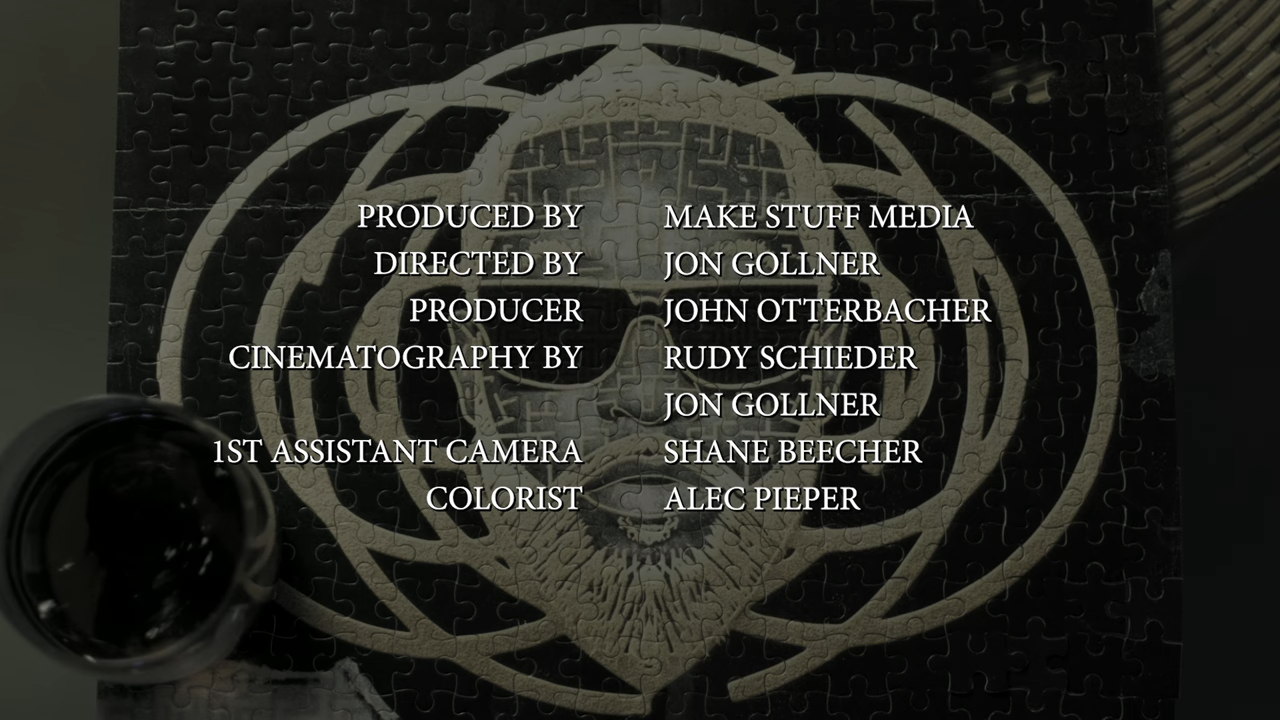 PRODUCED BY MAKE STUFF MEDIA
DIRECTED BY JON GOLLNER
PRODUCER JOHN OTTERBACHER
CINEMATOGRAPHY BY RUDY SCHIEDER
JON GOLLNER
1ST ASSISTANT CAMERA SHANE BEECHER
COLORIST ALEC PIEPER